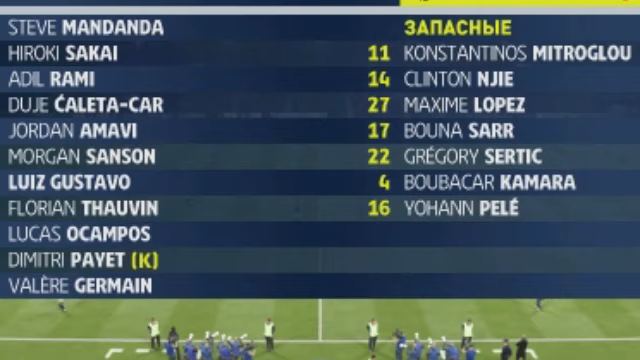 STEVE MANDANDA
HIROKI SAKAI
ADIL RAMI
DUJE ĆALETA-CAR
JORDAN AMAVI
MORGAN SANSON
LUIZ GUSTAVO
FLORIAN THAUVIN
LUCAS OCAMPOS
DIMITRI PAYET (K)
VALÈRE GERMAIN
ЗАПАСНЫЕ
11 KONSTANTINOS MITROGLOU
14 CLINTON NJIE
27 MAXIME LOPEZ
17 BOUNA SARR
22 GRÉGORY SERTIC
4 BOUBACAR KAMARA
16 YOHANN PELÉ